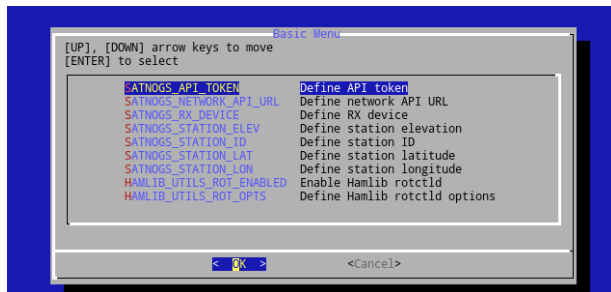 Basic Menu
[UP], [DOWN] arrow keys to move
[ENTER] to select
SATNOGS_API_TOKEN Define API token
SATNOGS_NETWORK_API_URL Define network API URL
SATNOGS_RX_DEVICE Define RX device
SATNOGS_STATION_ELEV Define station elevation
SATNOGS_STATION_ID Define station ID
SATNOGS_STATION_LAT Define station latitude
SATNOGS_STATION_LON Define station longitude
HAMLIB_UTILS_ROT_ENABLED Enable Hamlib rotctld
HAMLIB_UTILS_ROT_OPTS Define Hamlib rotctld options
< OK > <Cancel>